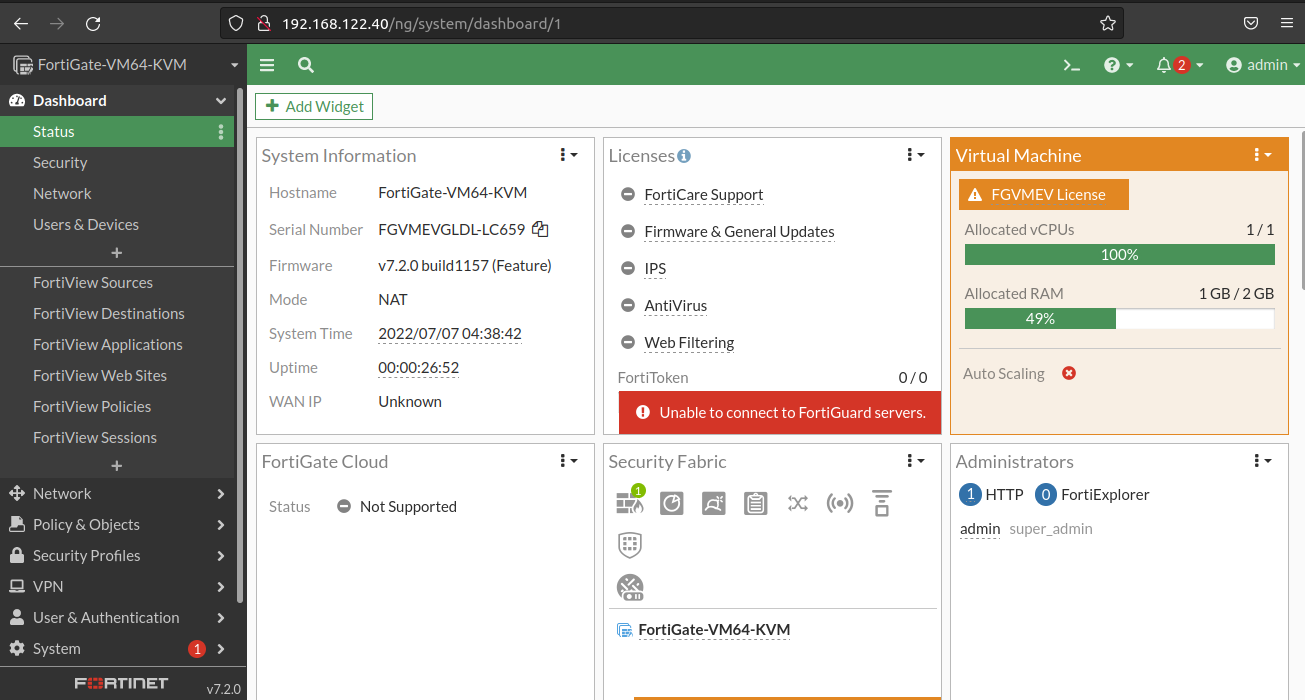 192.168.122.40/ng/system/dashboard/1
FortiGate-VM64-KVM
2
admin
Dashboard
Status
Security
Network
Users & Devices
FortiView Sources
FortiView Destinations
FortiView Applications
FortiView Web Sites
FortiView Policies
FortiView Sessions
Network
Policy & Objects
Security Profiles
VPN
User & Authentication
System 1
FORTINET v7.2.0
Add Widget
System Information
Hostname FortiGate-VM64-KVM
Serial Number FGVMEVGLDL-LC659
Firmware v7.2.0 build1157 (Feature)
Mode NAT
System Time 2022/07/07 04:38:42
Uptime 00:00:26:52
WAN IP Unknown
Licenses
FortiCare Support
Firmware & General Updates
IPS
AntiVirus
Web Filtering
FortiToken 0 / 0
Unable to connect to FortiGuard servers.
Virtual Machine
FGVMEV License
Allocated vCPUs 1 / 1
100%
Allocated RAM 1 GB / 2 GB
49%
Auto Scaling
FortiGate Cloud
Status Not Supported
Security Fabric
1
FortiGate-VM64-KVM
Administrators
1 HTTP 0 FortiExplorer
admin super_admin